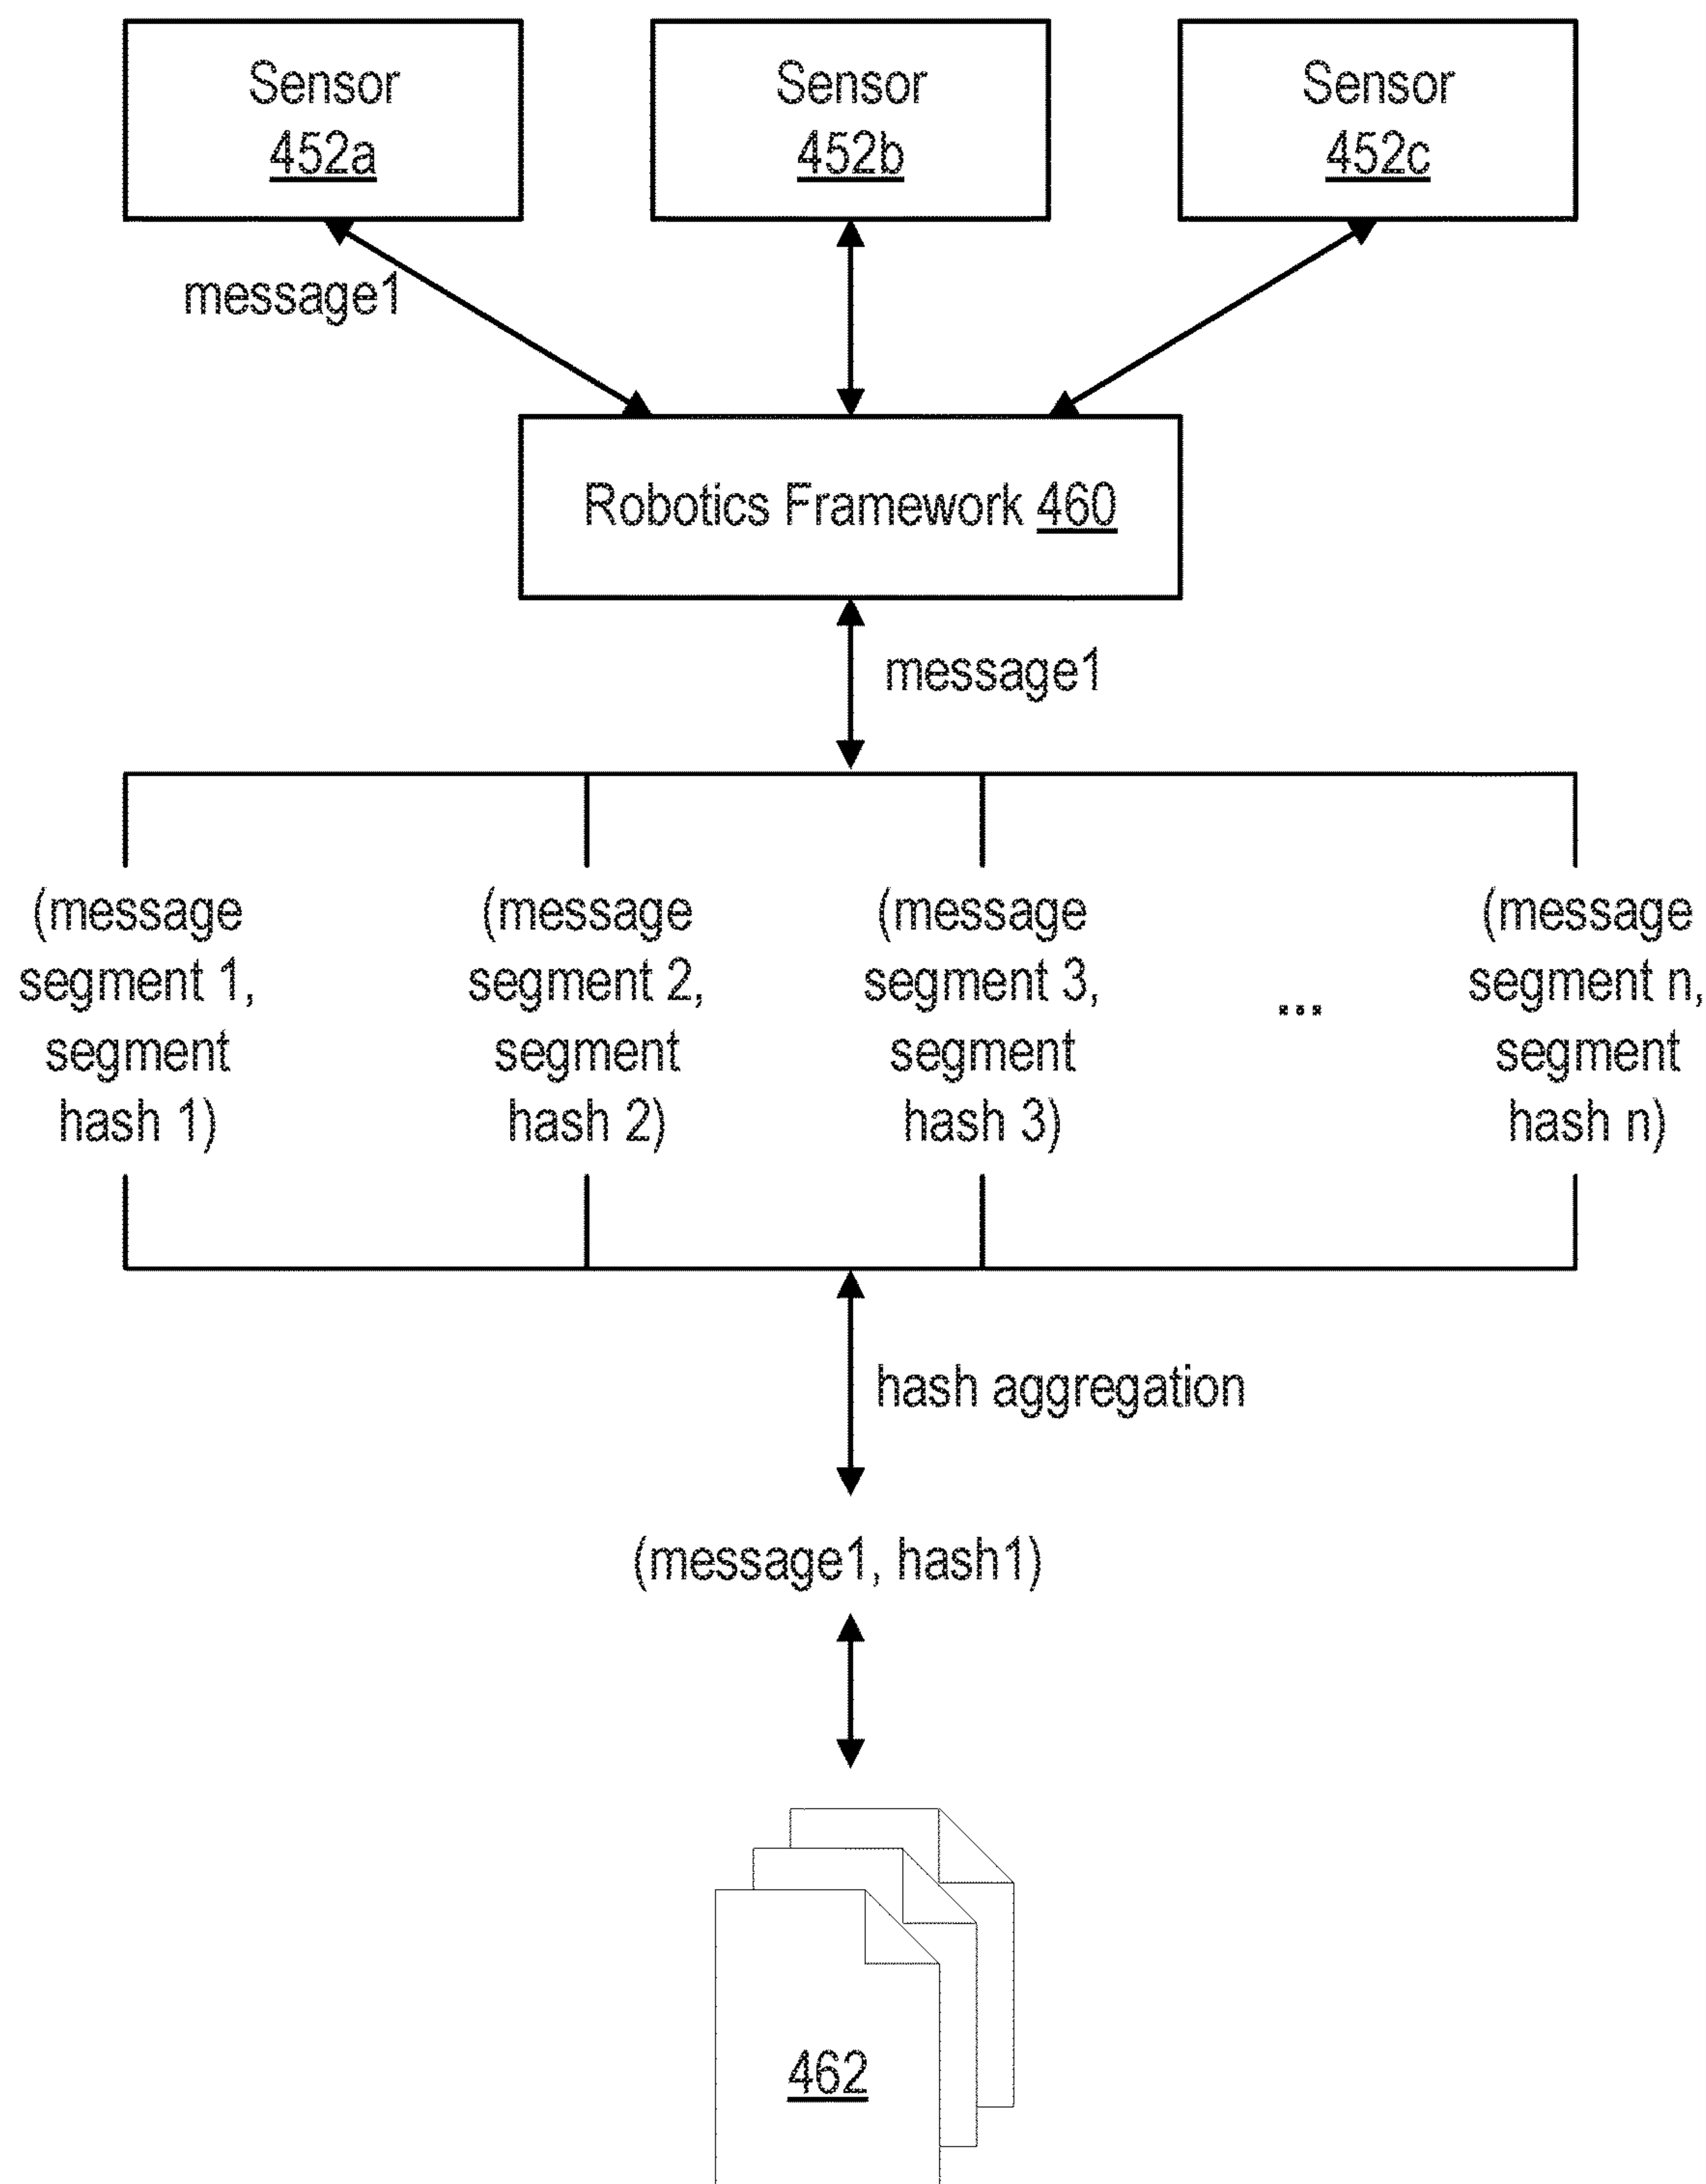 Sensor
452a
Sensor
452b
Sensor
452c
message1
Robotics Framework 460
message1
(message
segment 1,
segment
hash 1)
(message
segment 2,
segment
hash 2)
(message
segment 3,
segment
hash 3)
...
(message
segment n,
segment
hash n)
hash aggregation
(message1, hash1)
462